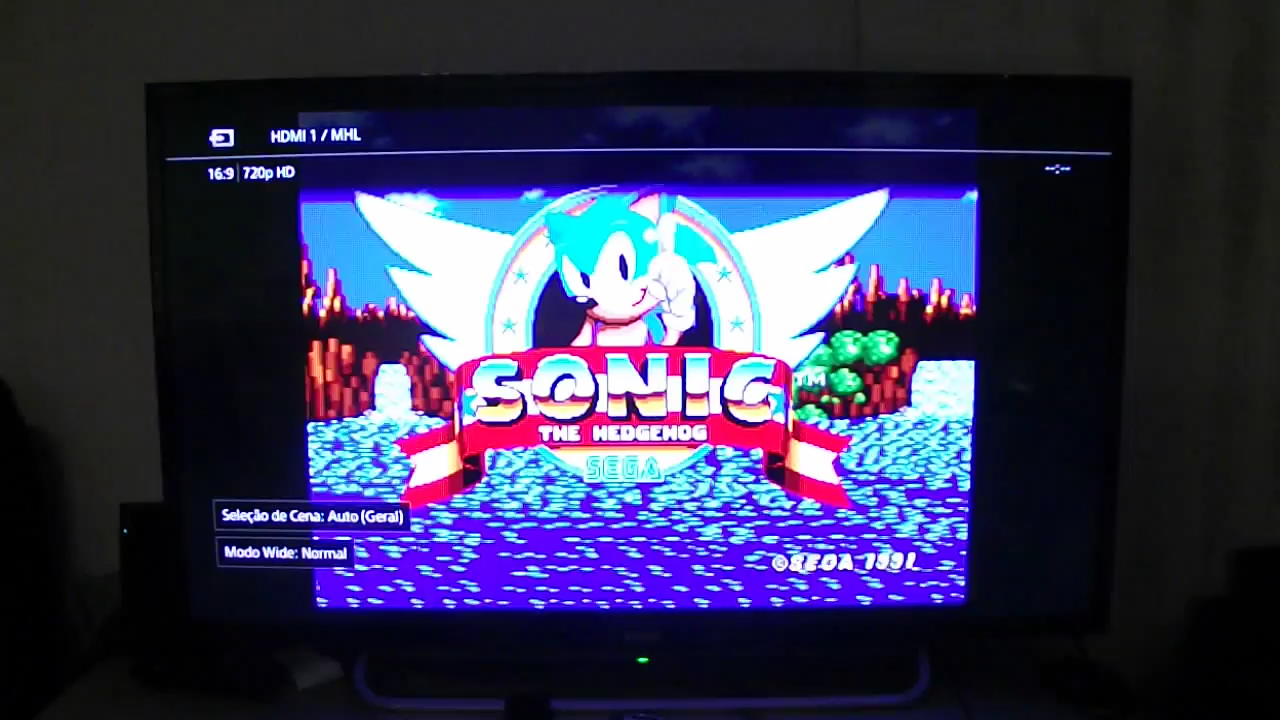 HDMI 1 / MHL
16:9 720p HD
SONIC
TM
THE HEDGEHOG
SEGA
Seleção de Cena: Auto (Geral)
Modo Wide: Normal
©SEGA 1991